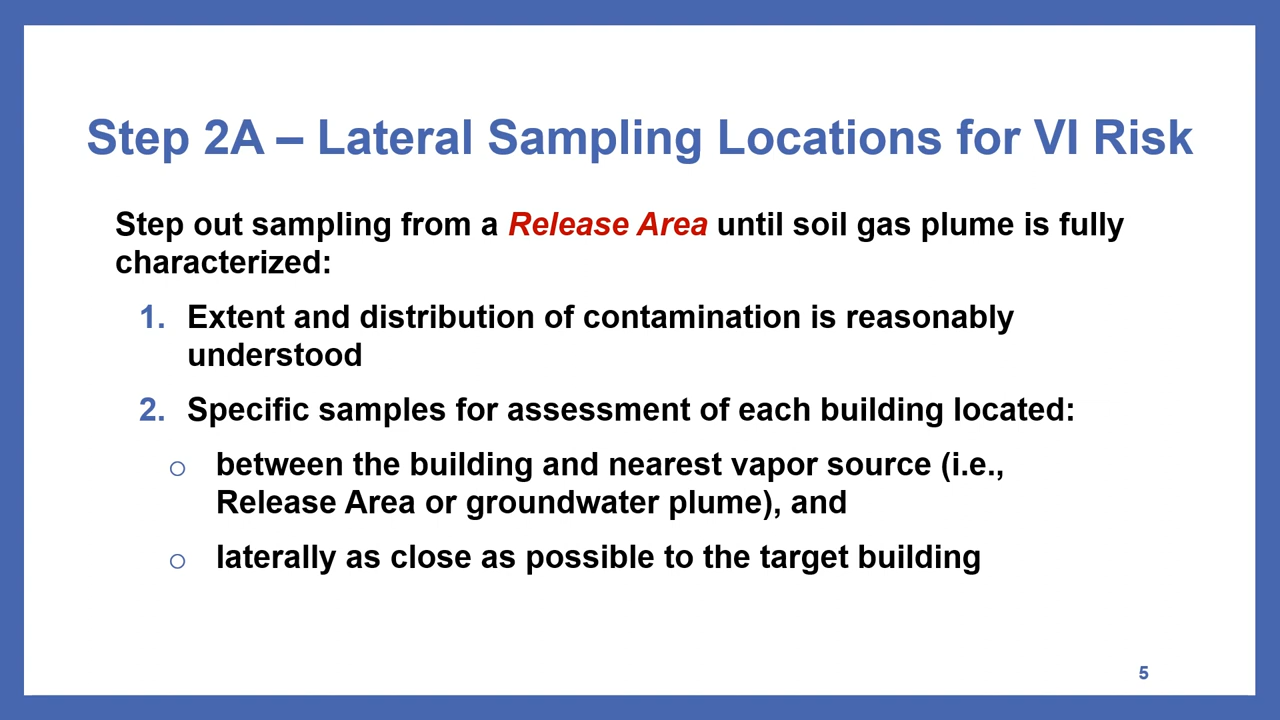 Step 2A – Lateral Sampling Locations for VI Risk
Step out sampling from a Release Area until soil gas plume is fully
characterized:
1. Extent and distribution of contamination is reasonably
understood
2. Specific samples for assessment of each building located:
○ between the building and nearest vapor source (i.e.,
Release Area or groundwater plume), and
○ laterally as close as possible to the target building
5